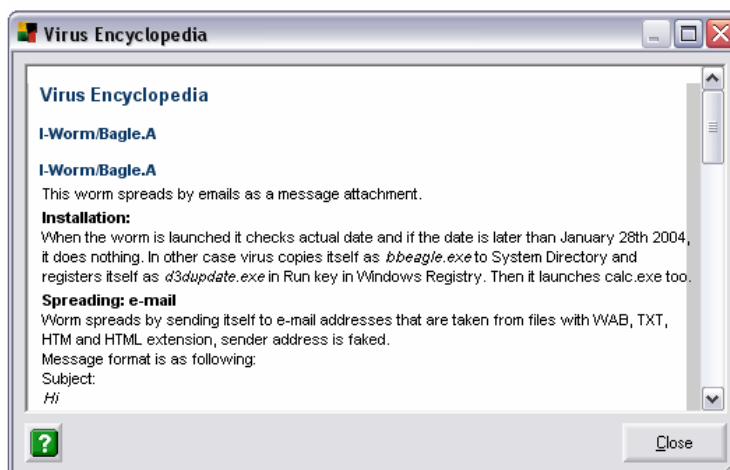 Virus Encyclopedia
Virus Encyclopedia
I-Worm/Bagle.A
I-Worm/Bagle.A
This worm spreads by emails as a message attachment.
Installation:
When the worm is launched it checks actual date and if the date is later than January 28th 2004,
it does nothing. In other case virus copies itself as bbeagle.exe to System Directory and
registers itself as d3dupdate.exe in Run key in Windows Registry. Then it launches calc.exe too.
Spreading: e-mail
Worm spreads by sending itself to e-mail addresses that are taken from files with WAB, TXT,
HTM and HTML extension, sender address is faked.
Message format is as following:
Subject:
Hi
?
Close